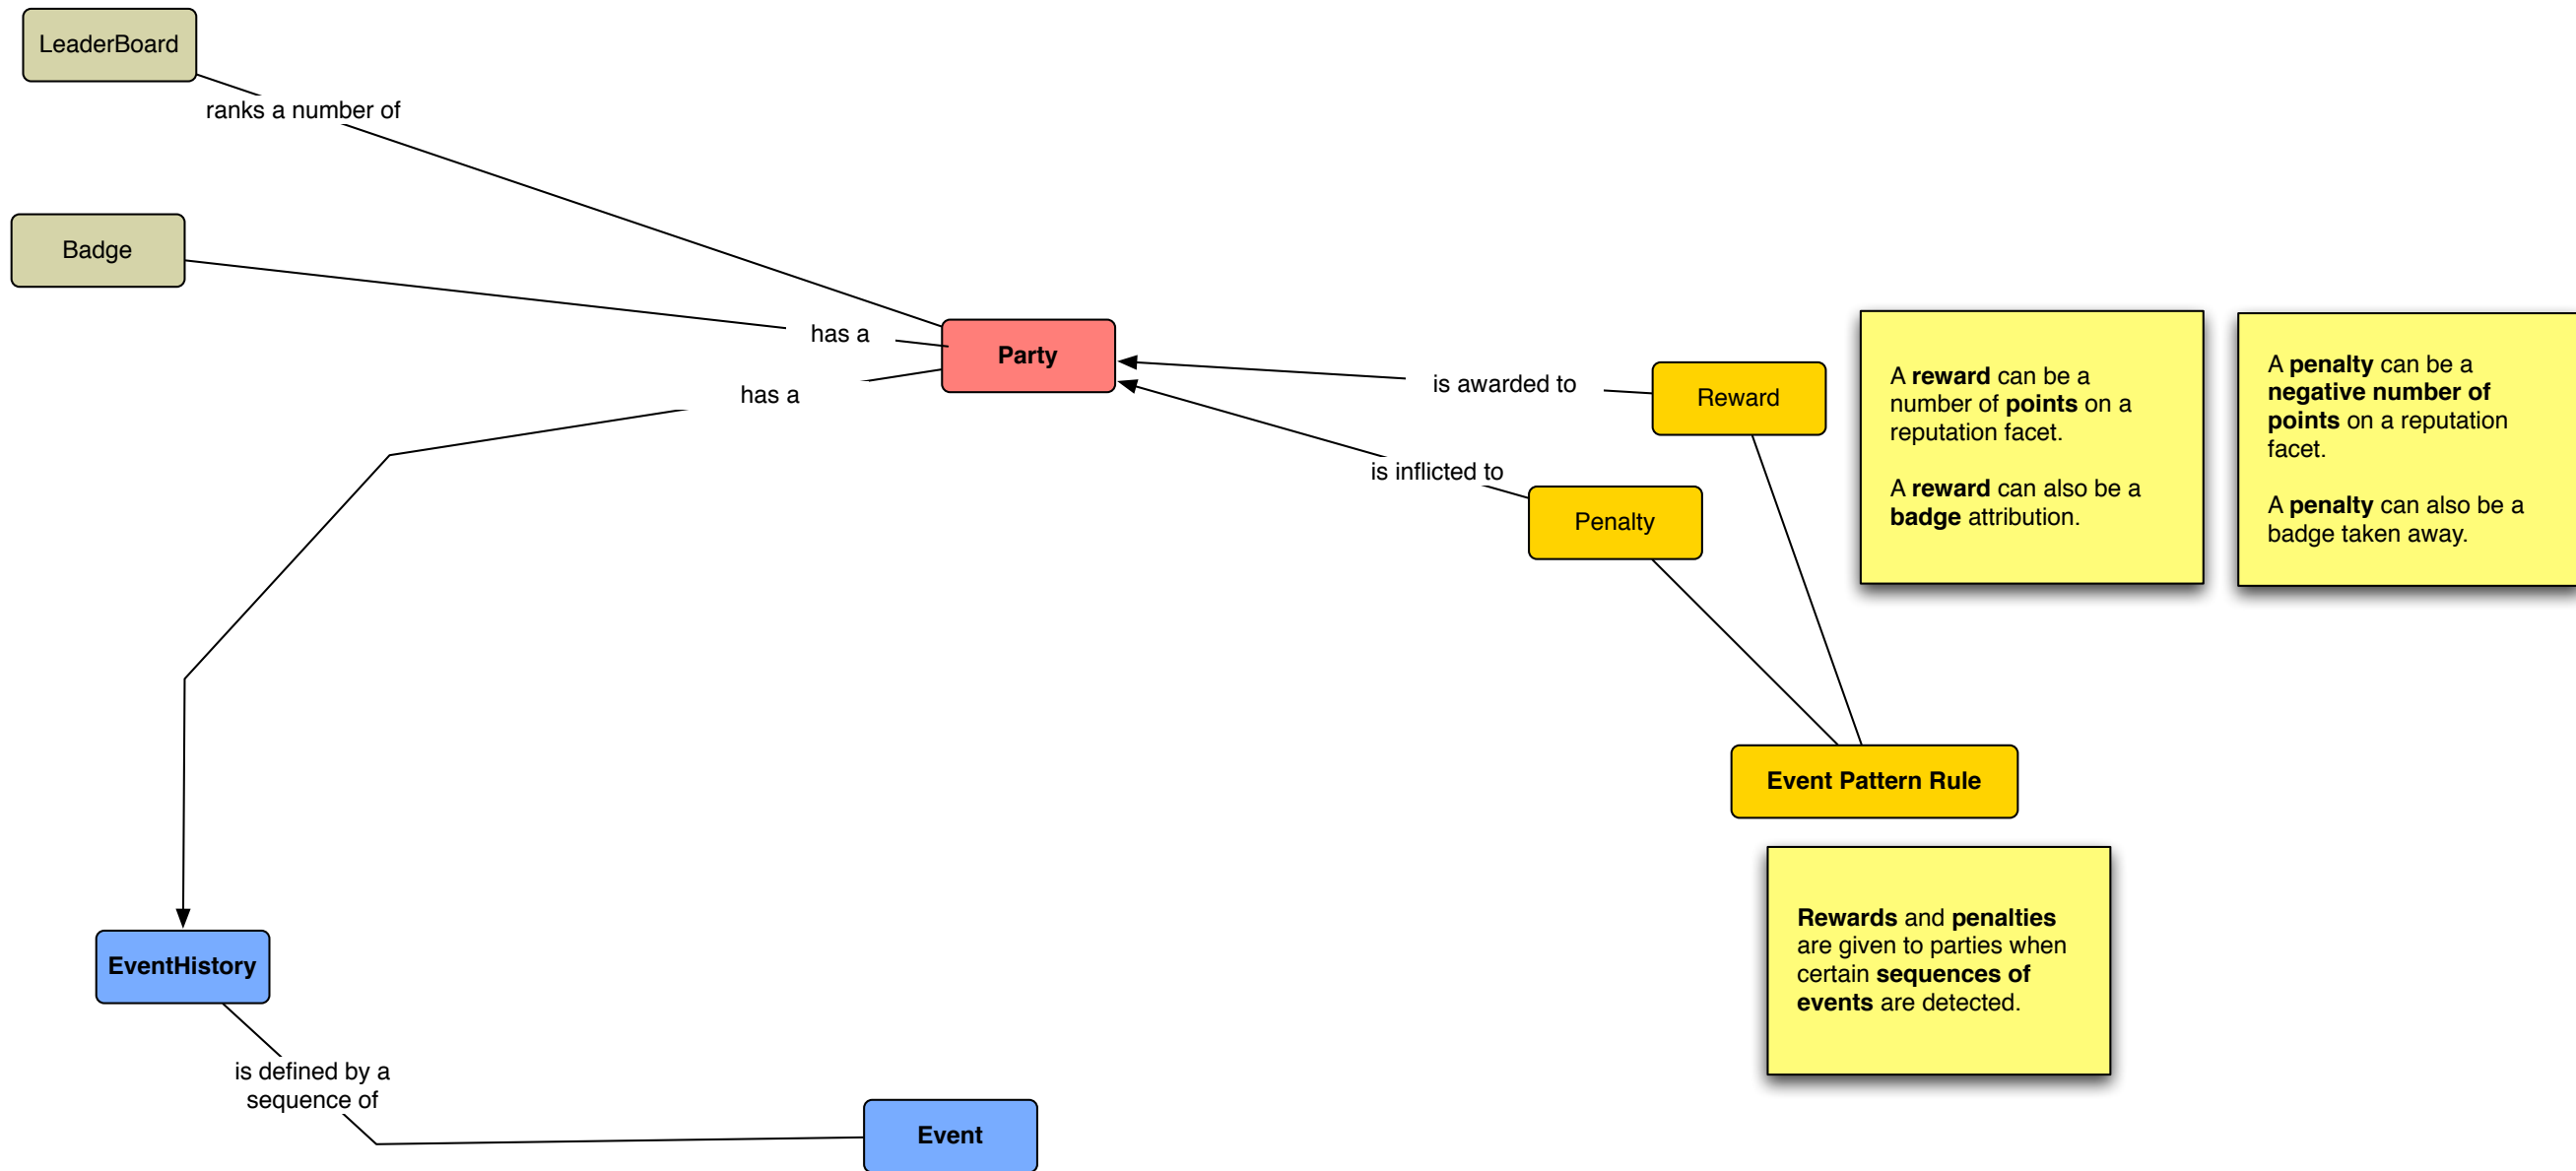 LeaderBoard
ranks a number of
Badge
has a
Party
has a
is awarded to
Reward
is inflicted to
Penalty
A reward can be a
number of points on a
reputation facet.
A reward can also be a
badge attribution.
A penalty can be a
negative number of
points on a reputation
facet.
A penalty can also be a
badge taken away.
Event Pattern Rule
Rewards and penalties
are given to parties when
certain sequences of
events are detected.
EventHistory
is defined by a
sequence of
Event